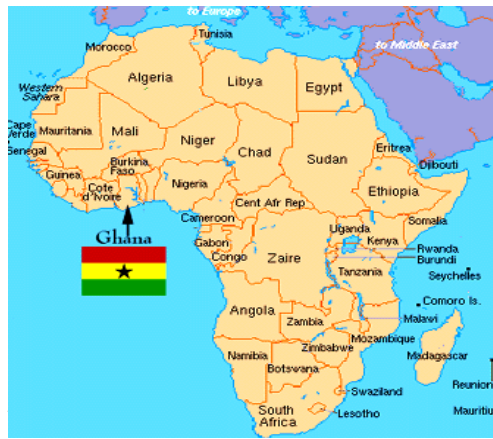 to Europe
Tunisia
Morocco
to Middle East
Algeria
Libya
Egypt
Western
Sahara
Cape
Verde
Mauritania
Mali
Niger
Chad
Sudan
Eritrea
Senegal
Djibouti
Guinea
Burkina
Faso
Cote
d'Ivoire
Nigeria
Ethiopia
Cent Afr Rep
Cameroon
Somalia
Uganda
Ghana
Gabon
Kenya
Congo
Zaire
Rwanda
Burundi
Tanzania
Seychelles
Comoro Is.
Angola
Malawi
Zambia
Mozambique
Zimbabwe
Madagascar
Namibia
Botswana
Reunion
Swaziland
South
Africa
Lesotho
Mauritiu